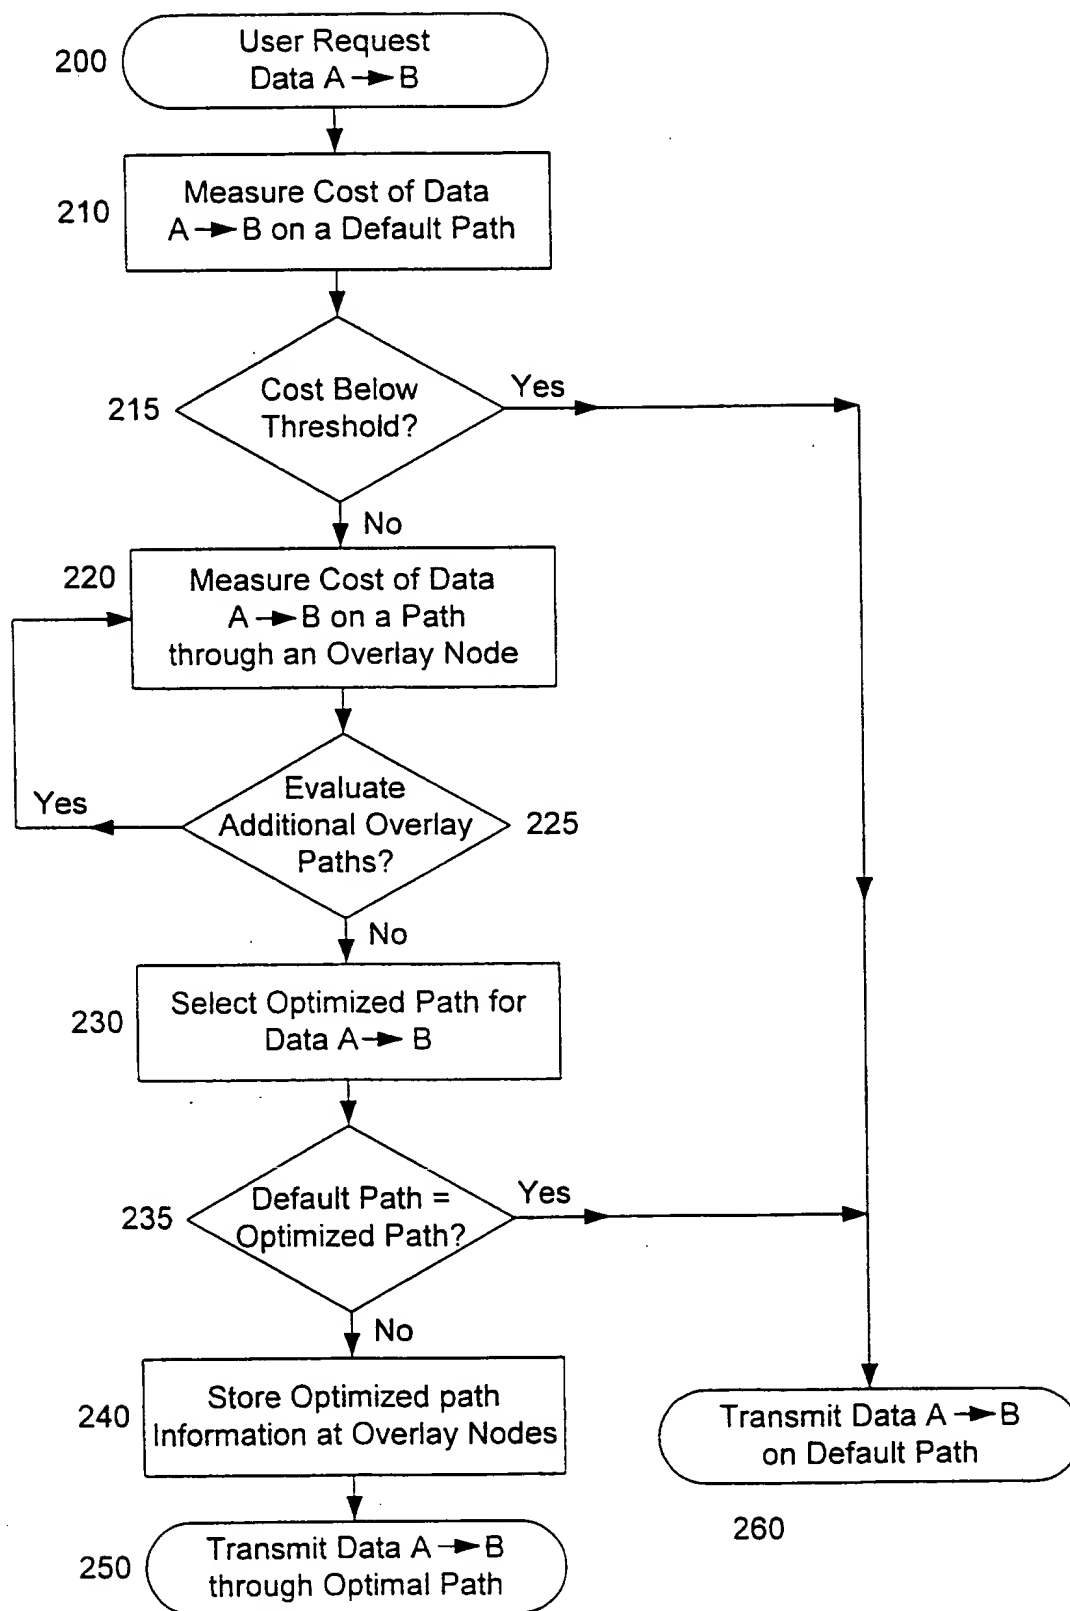 200
User Request
Data A → B
210
Measure Cost of Data
A → B on a Default Path
215
Cost Below
Threshold?
Yes
No
220
Measure Cost of Data
A → B on a Path
through an Overlay Node
Evaluate
Additional Overlay
Paths?
225
Yes
No
230
Select Optimized Path for
Data A → B
235
Default Path =
Optimized Path?
Yes
No
240
Store Optimized path
Information at Overlay Nodes
Transmit Data A → B
on Default Path
260
250
Transmit Data A → B
through Optimal Path